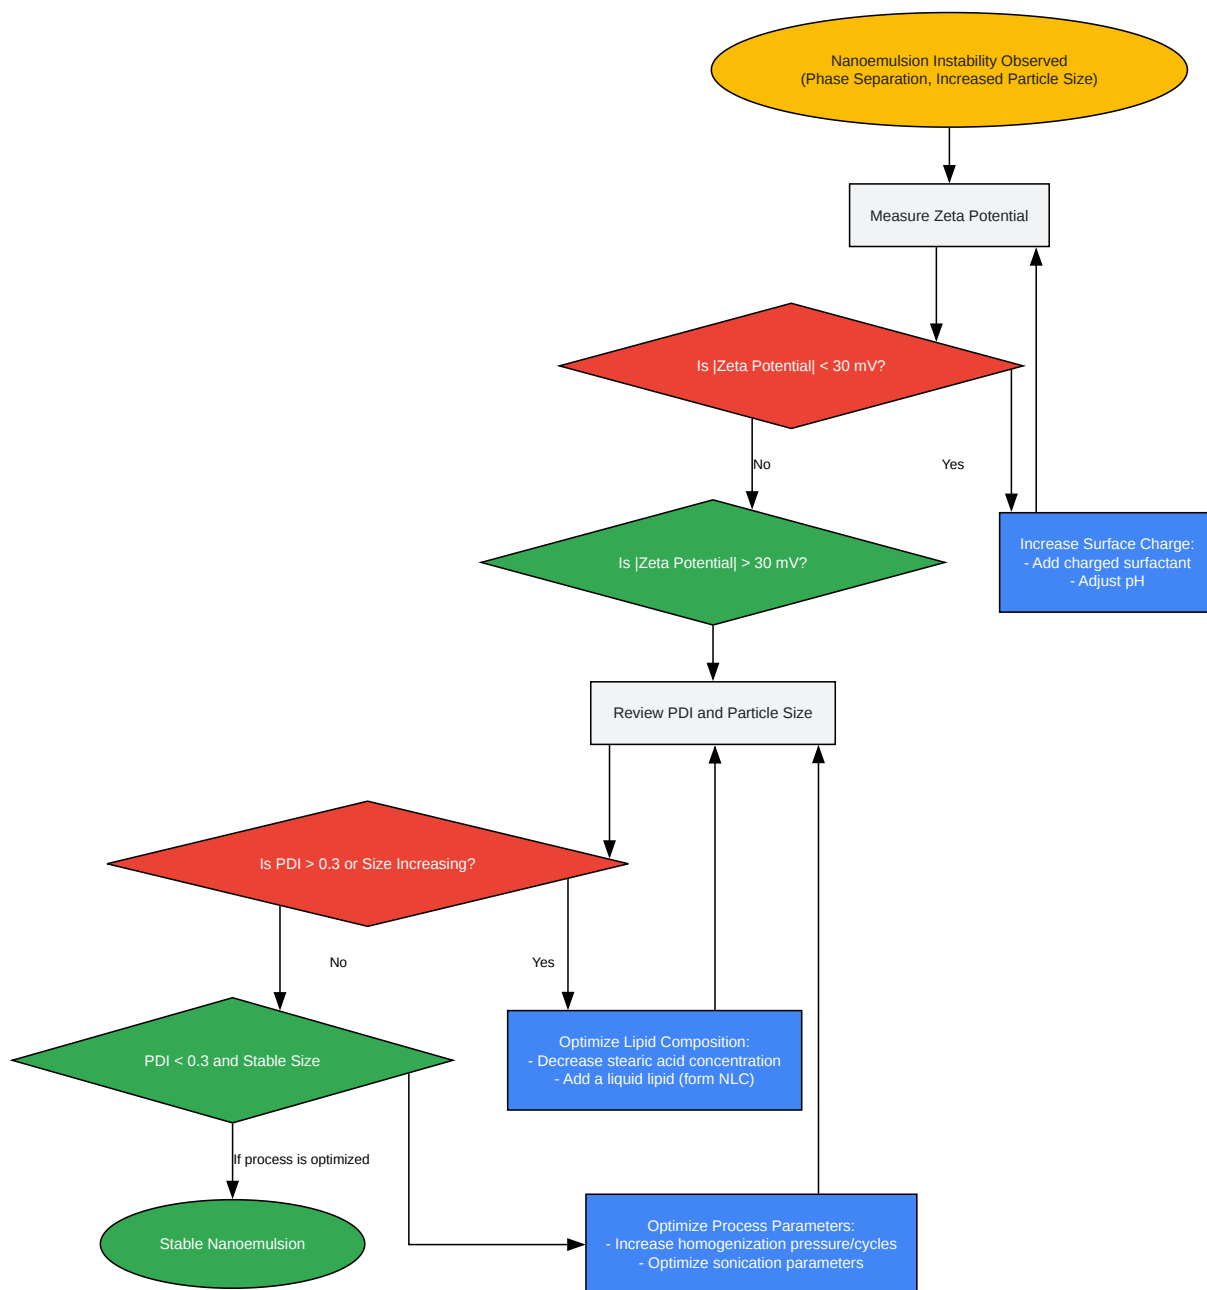 Nanoemulsion Instability Observed
(Phase Separation, Increased Particle Size)
Measure Zeta Potential
Is |Zeta Potential| < 30 mV?
No
Yes
Is |Zeta Potential| > 30 mV?
Increase Surface Charge:
- Add charged surfactant
- Adjust pH
Review PDI and Particle Size
Is PDI > 0.3 or Size Increasing?
No
Yes
PDI < 0.3 and Stable Size
Optimize Lipid Composition:
- Decrease stearic acid concentration
- Add a liquid lipid (form NLC)
If process is optimized
Stable Nanoemulsion
Optimize Process Parameters:
- Increase homogenization pressure/cycles
- Optimize sonication parameters